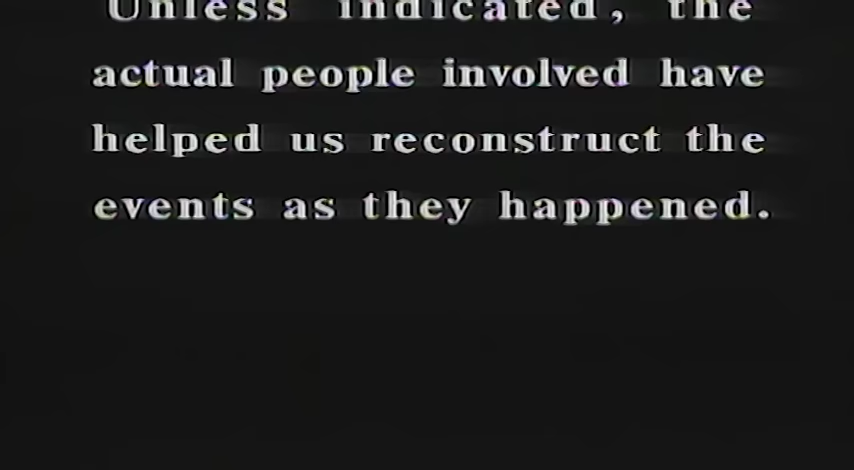 Unless indicated, the
actual people involved have
helped us reconstruct the
events as they happened.